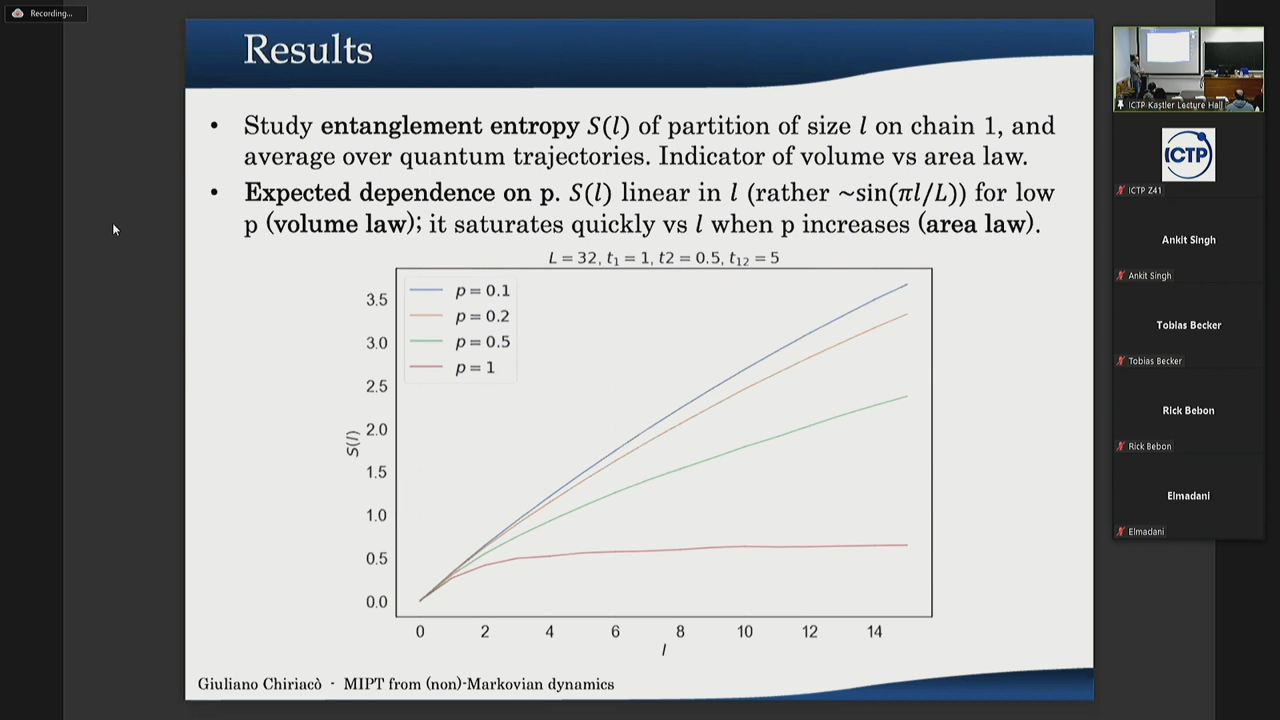 Recording...
Results
• Study entanglement entropy S(l) of partition of size l on chain 1, and
average over quantum trajectories. Indicator of volume vs area law.
• Expected dependence on p. S(l) linear in l (rather ~sin(πl/L)) for low
p (volume law); it saturates quickly vs l when p increases (area law).
L = 32, t₁ = 1, t2 = 0.5, t₁₂ = 5
p = 0.1
p = 0.2
p = 0.5
p = 1
S(l)
3.5
3.0
2.5
2.0
1.5
1.0
0.5
0.0
0 2 4 6 8 10 12 14
l
Giuliano Chiriacò - MIPT from (non)-Markovian dynamics
ICTP Kastler Lecture Hall
ICTP
ICTP Z41
Ankit Singh
Ankit Singh
Tobias Becker
Tobias Becker
Rick Bebon
Rick Bebon
Elmadani
Elmadani